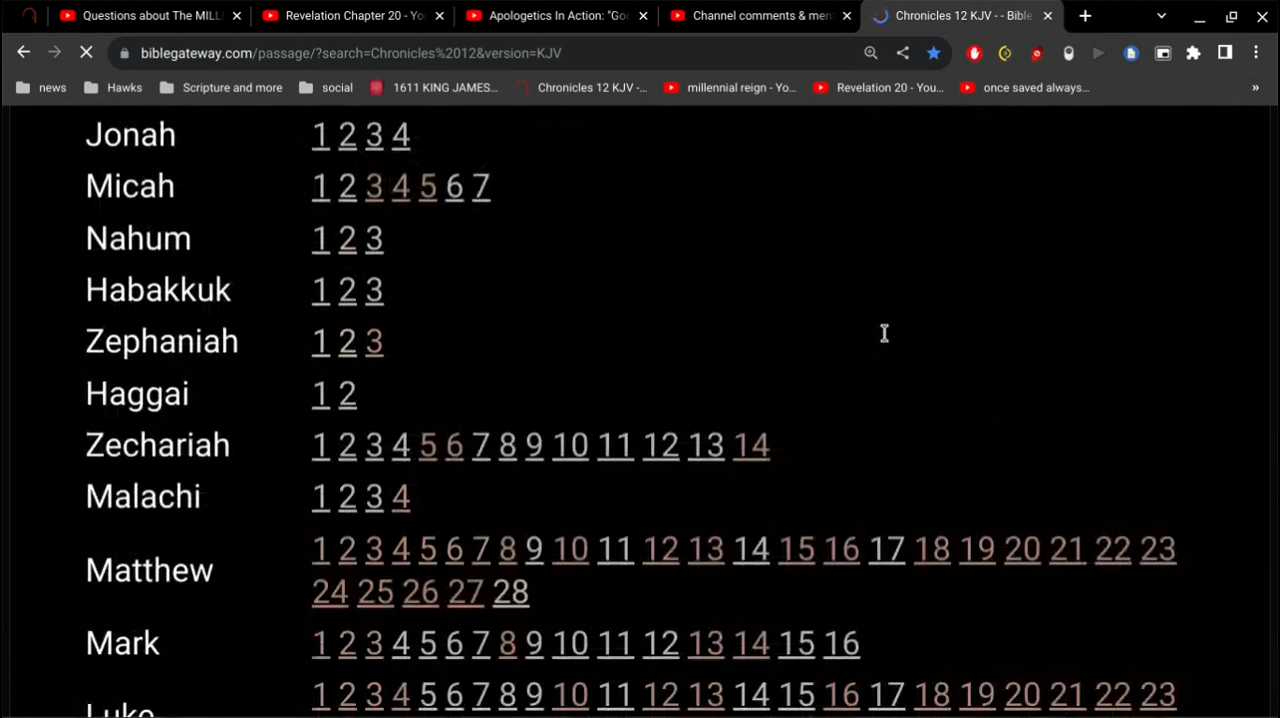 Questions about The MILL
Revelation Chapter 20 - Yo
Apologetics In Action: "Go
Channel comments & men
Chronicles 12 KJV - - Bible
biblegateway.com/passage/?search=Chronicles%2012&version=KJV
news Hawks Scripture and more social 1611 KING JAMES... Chronicles 12 KJV -... millennial reign - Yo... Revelation 20 - You... once saved always... »
Jonah 1 2 3 4
Micah 1 2 3 4 5 6 7
Nahum 1 2 3
Habakkuk 1 2 3
Zephaniah 1 2 3
Haggai 1 2
Zechariah 1 2 3 4 5 6 7 8 9 10 11 12 13 14
Malachi 1 2 3 4
Matthew 1 2 3 4 5 6 7 8 9 10 11 12 13 14 15 16 17 18 19 20 21 22 23
24 25 26 27 28
Mark 1 2 3 4 5 6 7 8 9 10 11 12 13 14 15 16
Luke 1 2 3 4 5 6 7 8 9 10 11 12 13 14 15 16 17 18 19 20 21 22 23